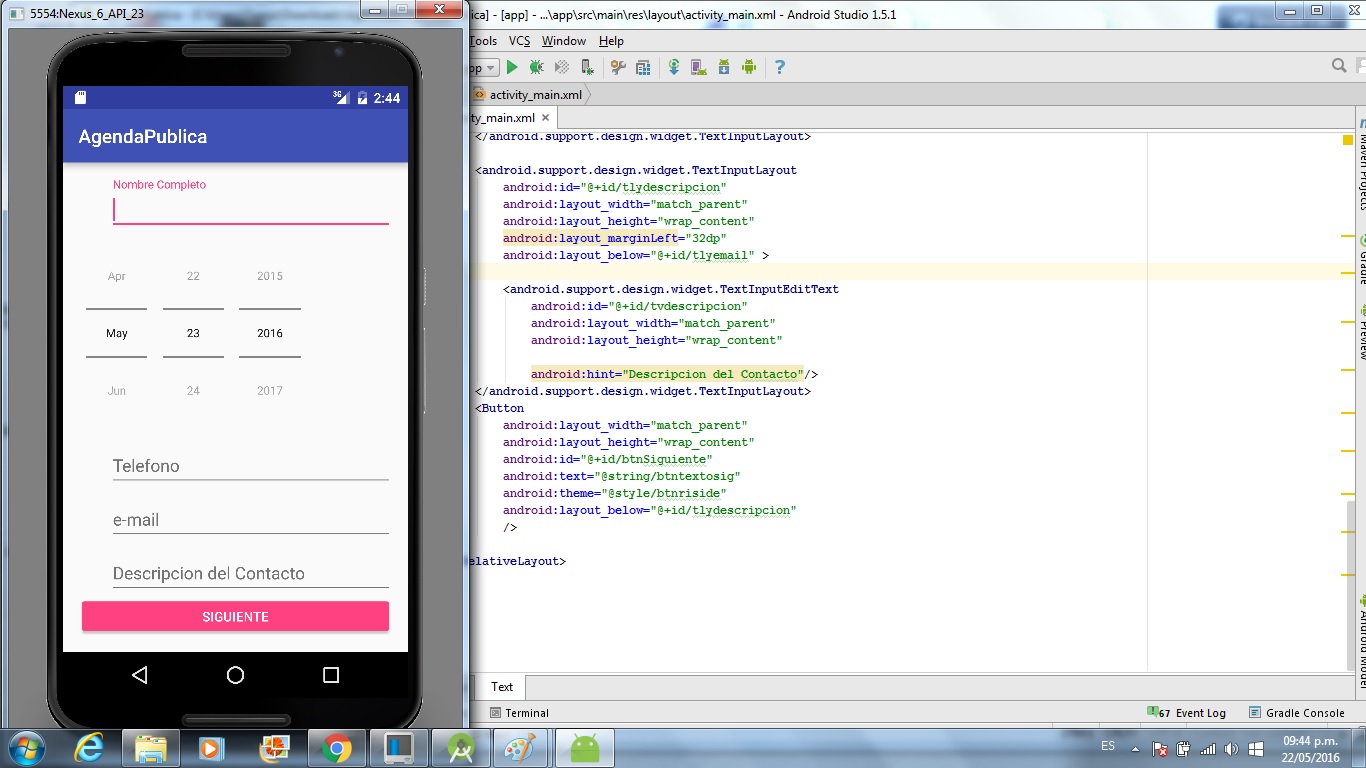 5554:Nexus_6_API_23
3G 2:44
AgendaPublica
Nombre Completo
Apr 22 2015
May 23 2016
Jun 24 2017
Telefono
e-mail
Descripcion del Contacto
SIGUIENTE
ica] - [app] - ...\app\src\main\res\layout\activity_main.xml - Android Studio 1.5.1
Tools VCS Window Help
activity_main.xml
ty_main.xml
</android.support.design.widget.TextInputLayout>
<android.support.design.widget.TextInputLayout
android:id="@+id/tlydescripcion"
android:layout_width="match_parent"
android:layout_height="wrap_content"
android:layout_marginLeft="32dp"
android:layout_below="@+id/tlyemail" >
<android.support.design.widget.TextInputEditText
android:id="@+id/tvdescripcion"
android:layout_width="match_parent"
android:layout_height="wrap_content"
android:hint="Descripcion del Contacto"/>
</android.support.design.widget.TextInputLayout>
<Button
android:layout_width="match_parent"
android:layout_height="wrap_content"
android:id="@+id/btnSiguiente"
android:text="@string/btntextosig"
android:theme="@style/btnriside"
android:layout_below="@+id/tlydescripcion"
/>
elativeLayout>
Maven Projects
Gradle
Preview
Android Model
Text
Terminal
67 Event Log
Gradle Console
ES
09:44 p.m.
22/05/2016